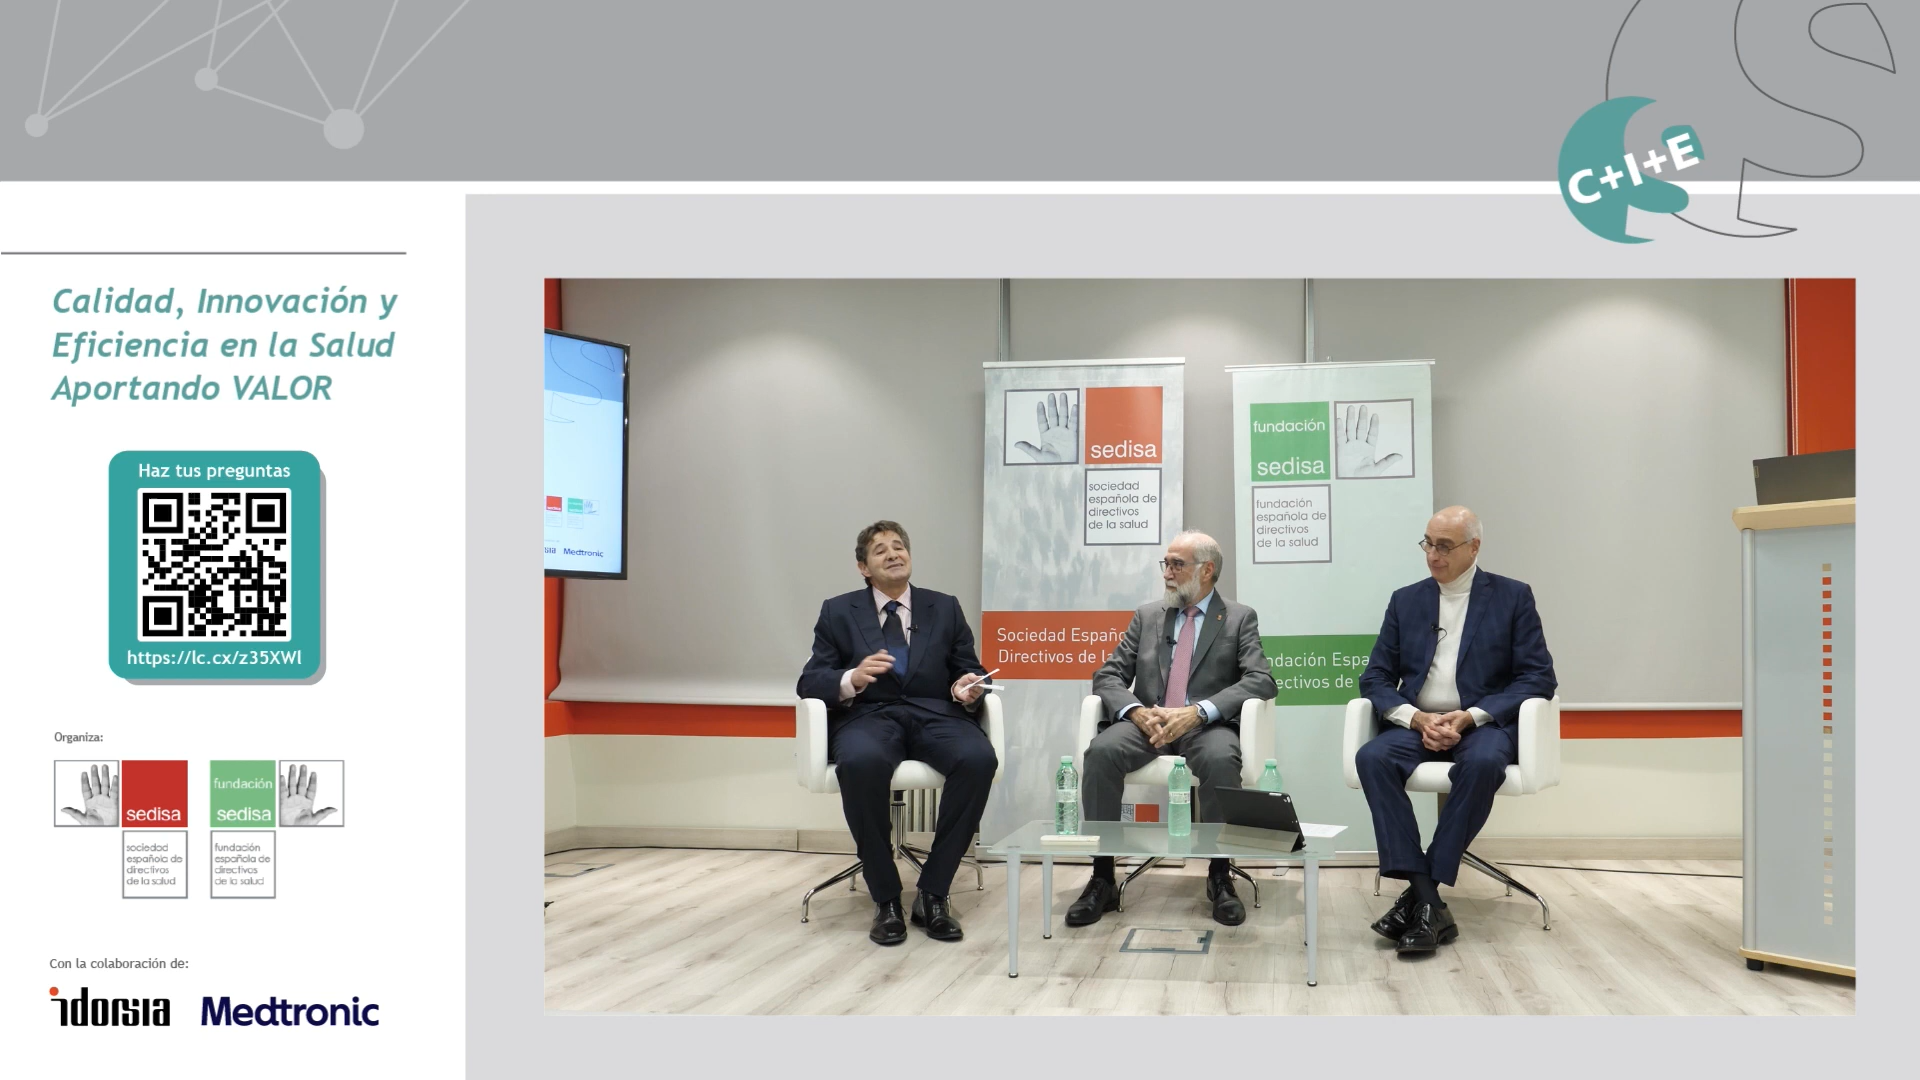 C+I+E
Calidad, Innovación y
Eficiencia en la Salud
Aportando VALOR
Haz tus preguntas
https://lc.cx/z35XWl
Organiza:
sedisa
sociedad
española de
directivos
de la salud
fundación
sedisa
fundación
española de
directivos
de la salud
Con la colaboración de:
idorsia
Medtronic
Medtronic
sedisa
sociedad
española de
directivos
de la salud
Sociedad Españo
Directivos de la
fundación
sedisa
fundación
española de
directivos
de la salud
ndación Espa
ectivos de